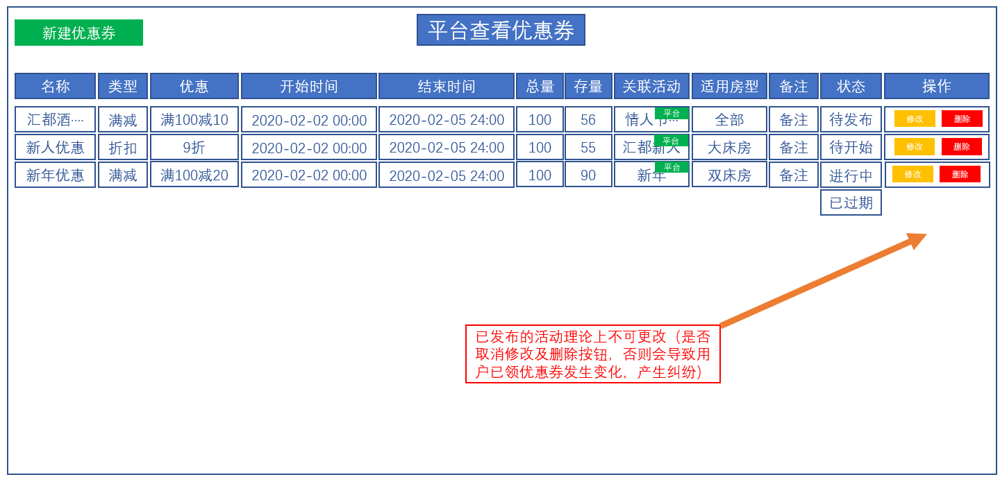 新建优惠券
平台查看优惠券
名称 类型 优惠 开始时间 结束时间 总量 存量 关联活动 适用房型 备注 状态 操作
汇都酒···· 满减 满100减10 2020-02-02 00:00 2020-02-05 24:00 100 56 情人节··· 平台 全部 备注 待发布 修改 删除
新人优惠 折扣 9折 2020-02-02 00:00 2020-02-05 24:00 100 55 汇都新人 平台 大床房 备注 待开始 修改 删除
新年优惠 满减 满100减20 2020-02-02 00:00 2020-02-05 24:00 100 90 新年 平台 双床房 备注 进行中 修改 删除
已过期
已发布的活动理论上不可更改（是否
取消修改及删除按钮，否则会导致用
户已领优惠券发生变化，产生纠纷）